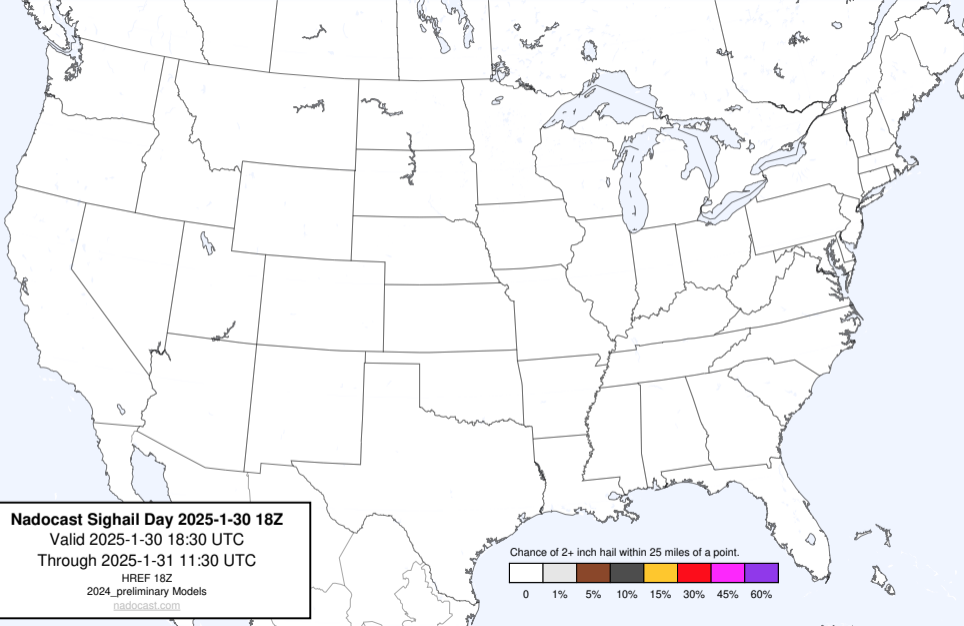 Nadocast Sighail Day 2025-1-30 18Z
Valid 2025-1-30 18:30 UTC
Through 2025-1-31 11:30 UTC
HREF 18Z
2024_preliminary Models
nadocast.com
Chance of 2+ inch hail within 25 miles of a point.
0 1% 5% 10% 15% 30% 45% 60%